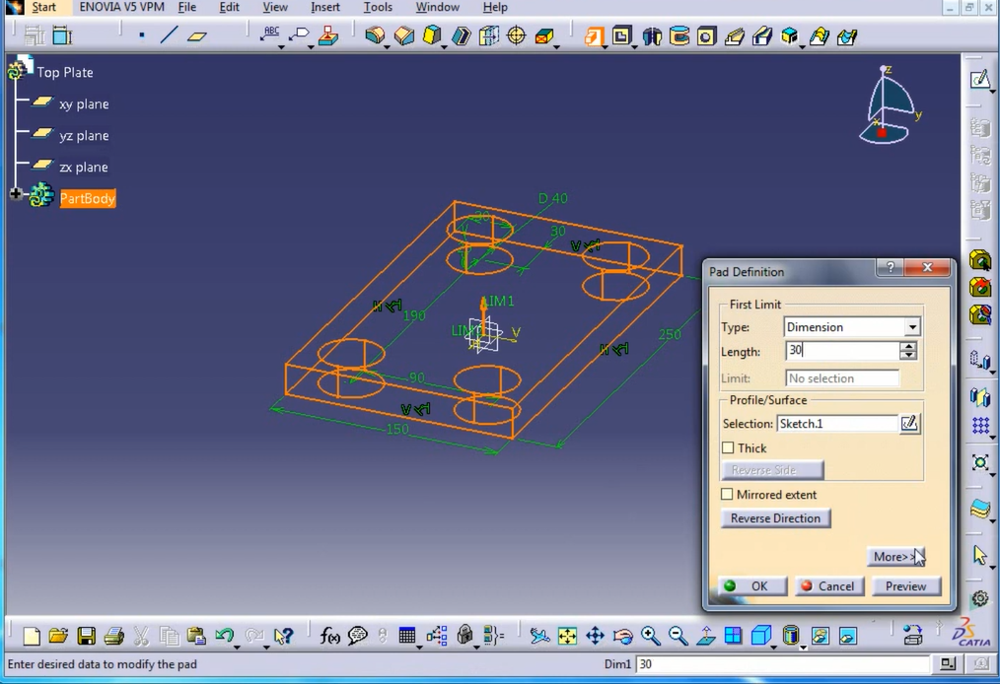 Start ENOVIA V5 VPM File Edit View Insert Tools Window Help
ABC
Top Plate
xy plane
yz plane
zx plane
PartBody
z
y
x
D 40
30
30
V
190
LIM1
V
250
90
V
150
Pad Definition
First Limit
Type: Dimension
Length: 30
Limit: No selection
Profile/Surface
Selection: Sketch.1
Thick
Reverse Side
Mirrored extent
Reverse Direction
More>>
OK Cancel Preview
f(x)
CATIA
Enter desired data to modify the pad
Dim1 30